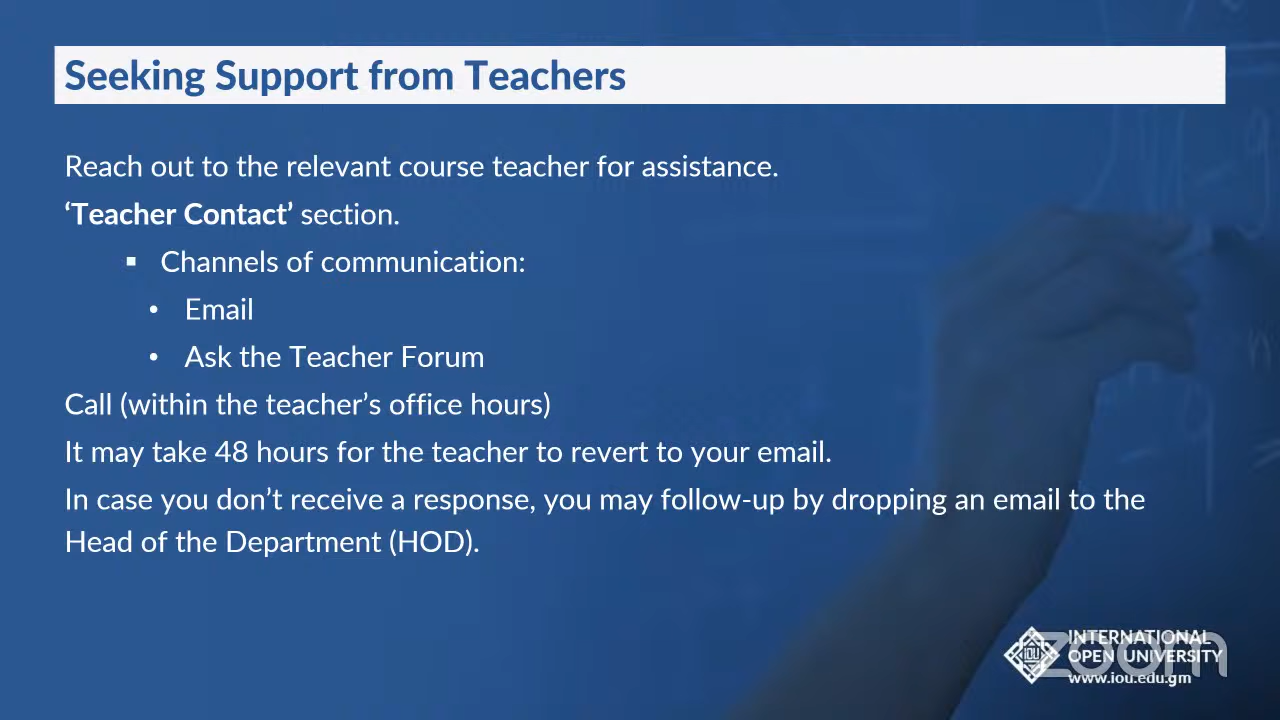 Seeking Support from Teachers
Reach out to the relevant course teacher for assistance.
‘Teacher Contact’ section.
▪ Channels of communication:
• Email
• Ask the Teacher Forum
Call (within the teacher’s office hours)
It may take 48 hours for the teacher to revert to your email.
In case you don’t receive a response, you may follow-up by dropping an email to the
Head of the Department (HOD).
IOU
INTERNATIONAL
OPEN UNIVERSITY
www.iou.edu.gm
zoom